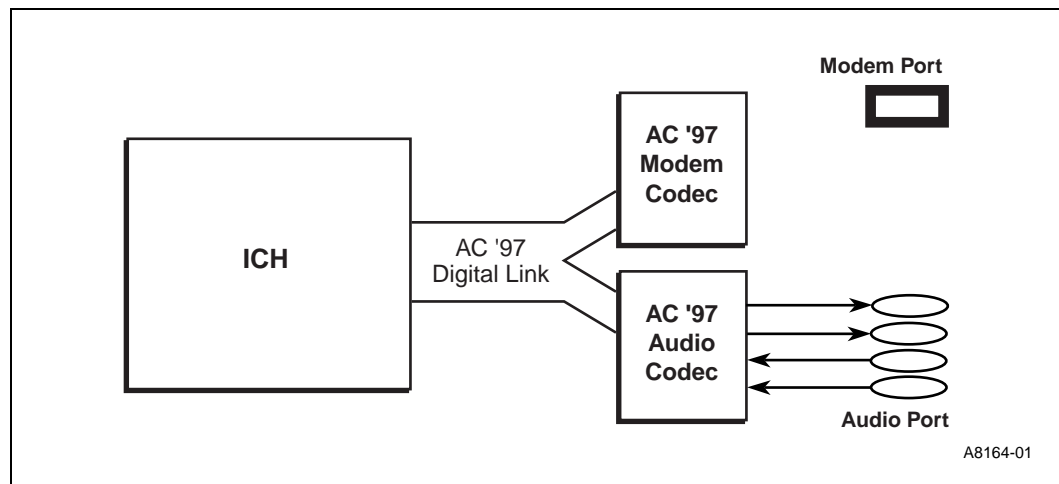 Modem Port
AC '97
Modem
Codec
ICH
AC '97
Digital Link
AC '97
Audio
Codec
Audio Port
A8164-01